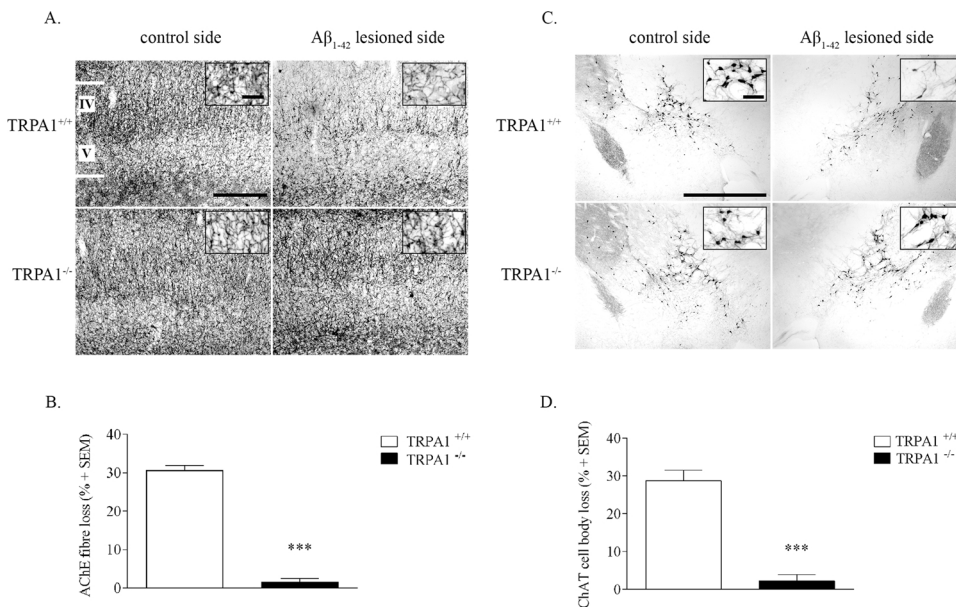 A.
control side
Aβ1-42 lesioned side
TRPA1+/+
IV
V
TRPA1-/-
B.
AChE fibre loss (% + SEM)
40
30
20
10
0
***
TRPA1 +/+
TRPA1 -/-
C.
control side
Aβ1-42 lesioned side
TRPA1+/+
TRPA1-/-
D.
ChAT cell body loss (% + SEM)
40
30
20
10
0
***
TRPA1 +/+
TRPA1 -/-